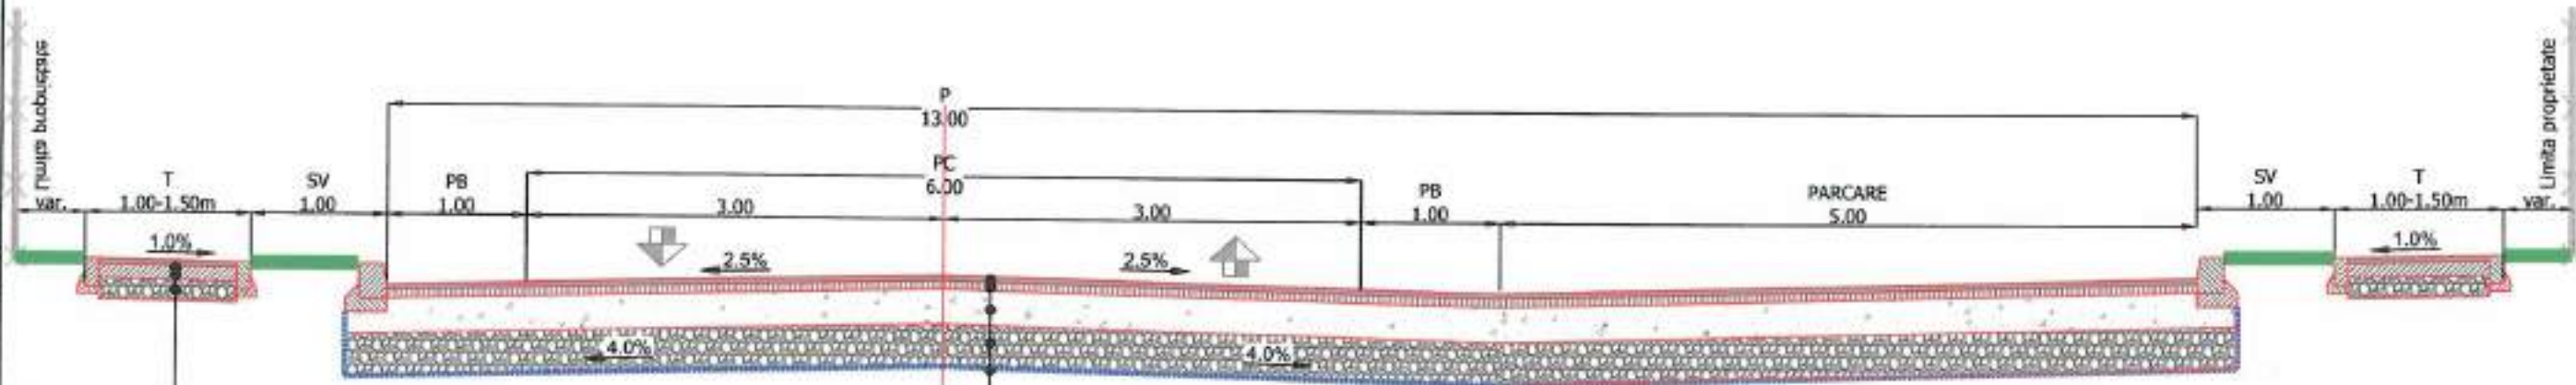 Limita proprietate
Limita proprietate
P
13.00
PC
6.00
T
SV
PB
PB
PARCARE
SV
T
var.
1.00-1.50m
1.00
1.00
3.00
3.00
1.00
5.00
1.00
1.00-1.50m
var.
1.0%
2.5%
2.5%
1.0%
4.0%
4.0%